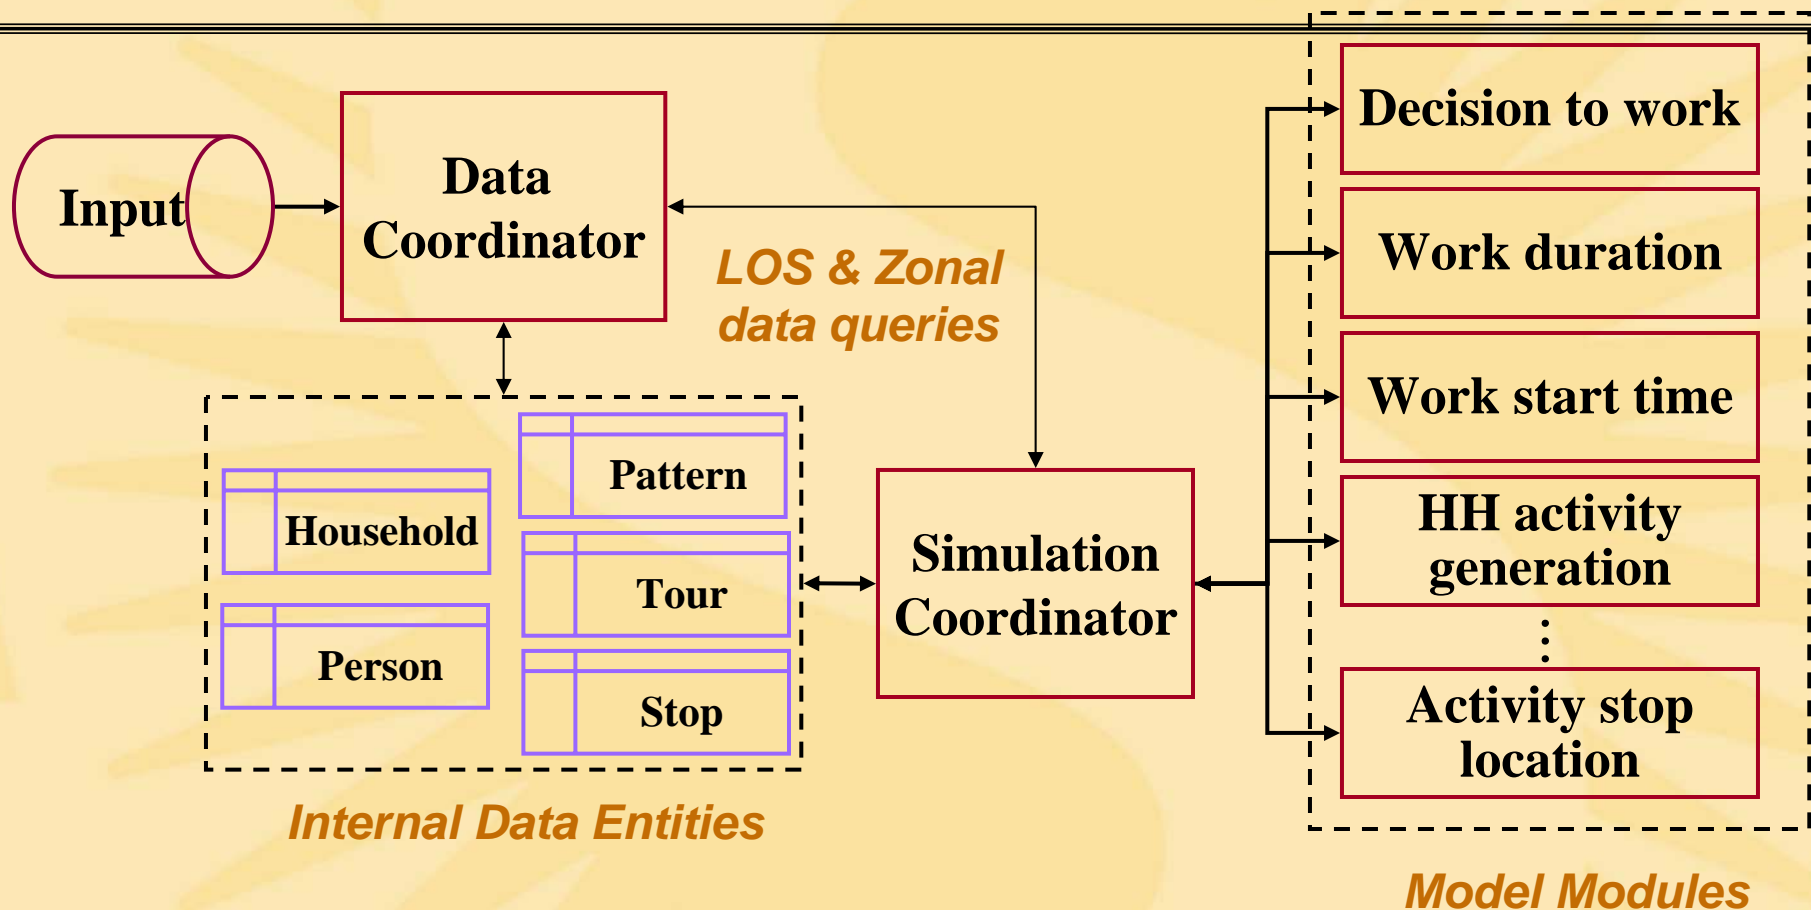 Input
Data
Coordinator
LOS & Zonal
data queries
Household
Person
Pattern
Tour
Stop
Internal Data Entities
Simulation
Coordinator
Decision to work
Work duration
Work start time
HH activity
generation
⋮
Activity stop
location
Model Modules